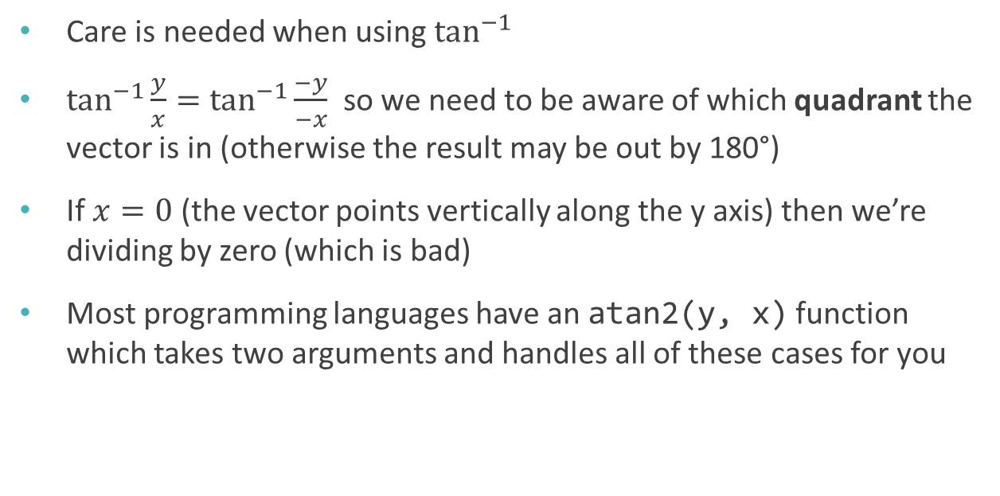 • Care is needed when using tan⁻¹
• tan⁻¹ y/x = tan⁻¹ -y/-x so we need to be aware of which quadrant the
vector is in (otherwise the result may be out by 180°)
• If x = 0 (the vector points vertically along the y axis) then we’re
dividing by zero (which is bad)
• Most programming languages have an atan2(y, x) function
which takes two arguments and handles all of these cases for you